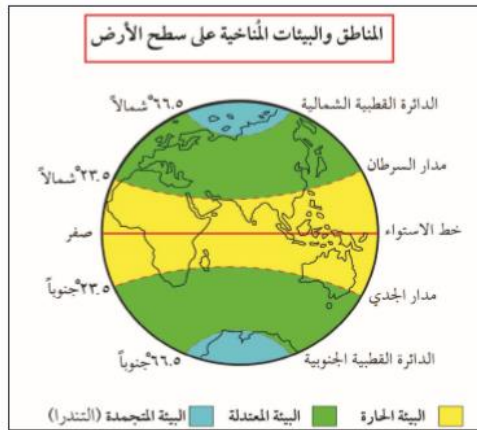 المناطق والبيئات المُناخية على سطح الأرض
الدائرة القطبية الشمالية
٦٦.٥° شمالاً
مدار السرطان
٢٣.٥° شمالاً
خط الاستواء
صفر
مدار الجدي
٢٣.٥° جنوباً
الدائرة القطبية الجنوبية
٦٦.٥° جنوباً
البيئة الحارة البيئة المعتدلة البيئة المتجمدة (التندرا)